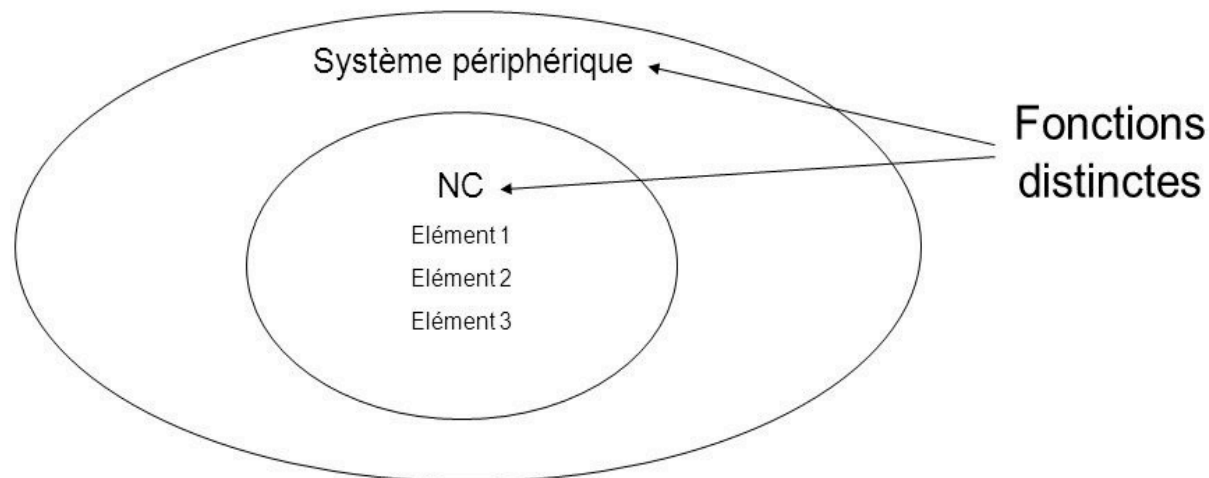 Système périphérique
Fonctions
distinctes
NC
Elément 1
Elément 2
Elément 3